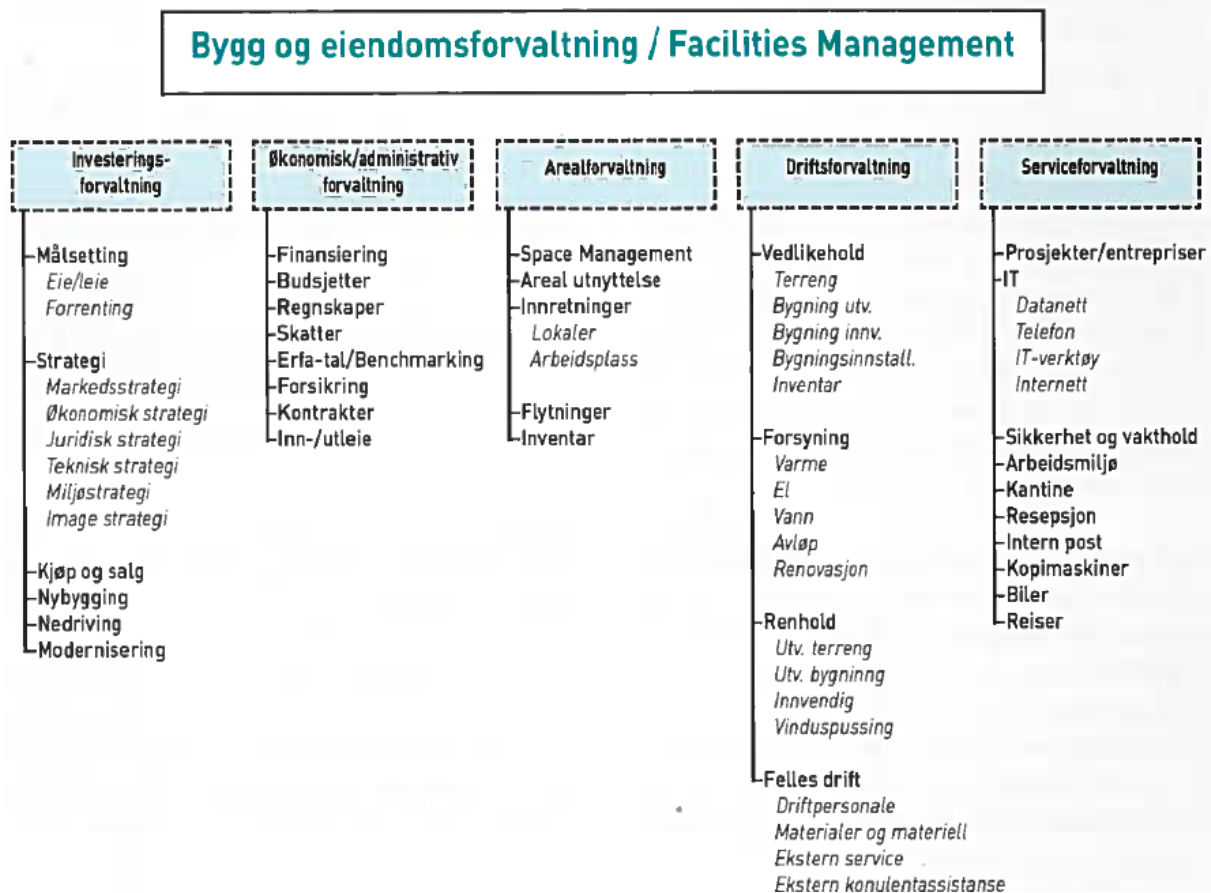 Bygg og eiendomsforvaltning / Facilities Management
Investerings-
forvaltning
Målsetting
Eie/leie
Forrenting
Strategi
Markedsstrategi
Økonomisk strategi
Juridisk strategi
Teknisk strategi
Miljøstrategi
Image strategi
Kjøp og salg
Nybygging
Nedriving
Modernisering
Økonomisk/administrativ
forvaltning
Finansiering
Budsjetter
Regnskaper
Skatter
Erfa-tal/Benchmarking
Forsikring
Kontrakter
Inn-/utleie
Arealforvaltning
Space Management
Areal utnyttelse
Innretninger
Lokaler
Arbeidsplass
Flytninger
Inventar
Driftsforvaltning
Vedlikehold
Terreng
Bygning utv.
Bygning innv.
Bygningsinnstall.
Inventar
Forsyning
Varme
El
Vann
Avløp
Renovasjon
Renhold
Utv. terreng
Utv. bygninng
Innvendig
Vinduspussing
Felles drift
Driftpersonale
Materialer og materiell
Ekstern service
Ekstern konulentassistanse
Serviceforvaltning
Prosjekter/entrepriser
IT
Datanett
Telefon
IT-verktøy
Internett
Sikkerhet og vakthold
Arbeidsmiljø
Kantine
Resepsjon
Intern post
Kopimaskiner
Biler
Reiser